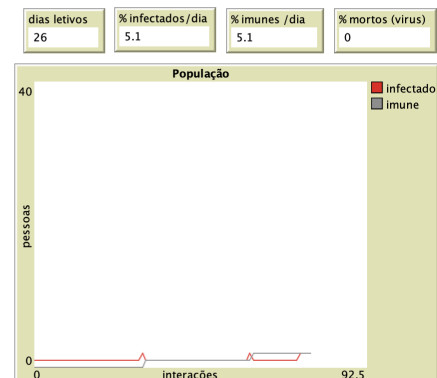 dias letivos
26
% infectados/dia
5.1
% imunes /dia
5.1
% mortos (virus)
0
População
40
infectado
imune
pessoas
0
0
interações
92.5